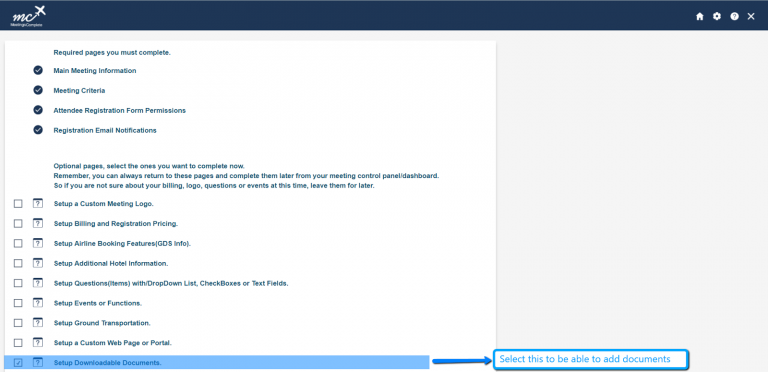 mc
MeetingsComplete
Required pages you must complete.
Main Meeting Information
Meeting Criteria
Attendee Registration Form Permissions
Registration Email Notifications
Optional pages, select the ones you want to complete now.
Remember, you can always return to these pages and complete them later from your meeting control panel/dashboard.
So if you are not sure about your billing, logo, questions or events at this time, leave them for later.
? Setup a Custom Meeting Logo.
? Setup Billing and Registration Pricing.
? Setup Airline Booking Features(GDS Info).
? Setup Additional Hotel Information.
? Setup Questions(Items) with/DropDown List, CheckBoxes or Text Fields.
? Setup Events or Functions.
? Setup Ground Transportation.
? Setup a Custom Web Page or Portal.
? Setup Downloadable Documents.
Select this to be able to add documents